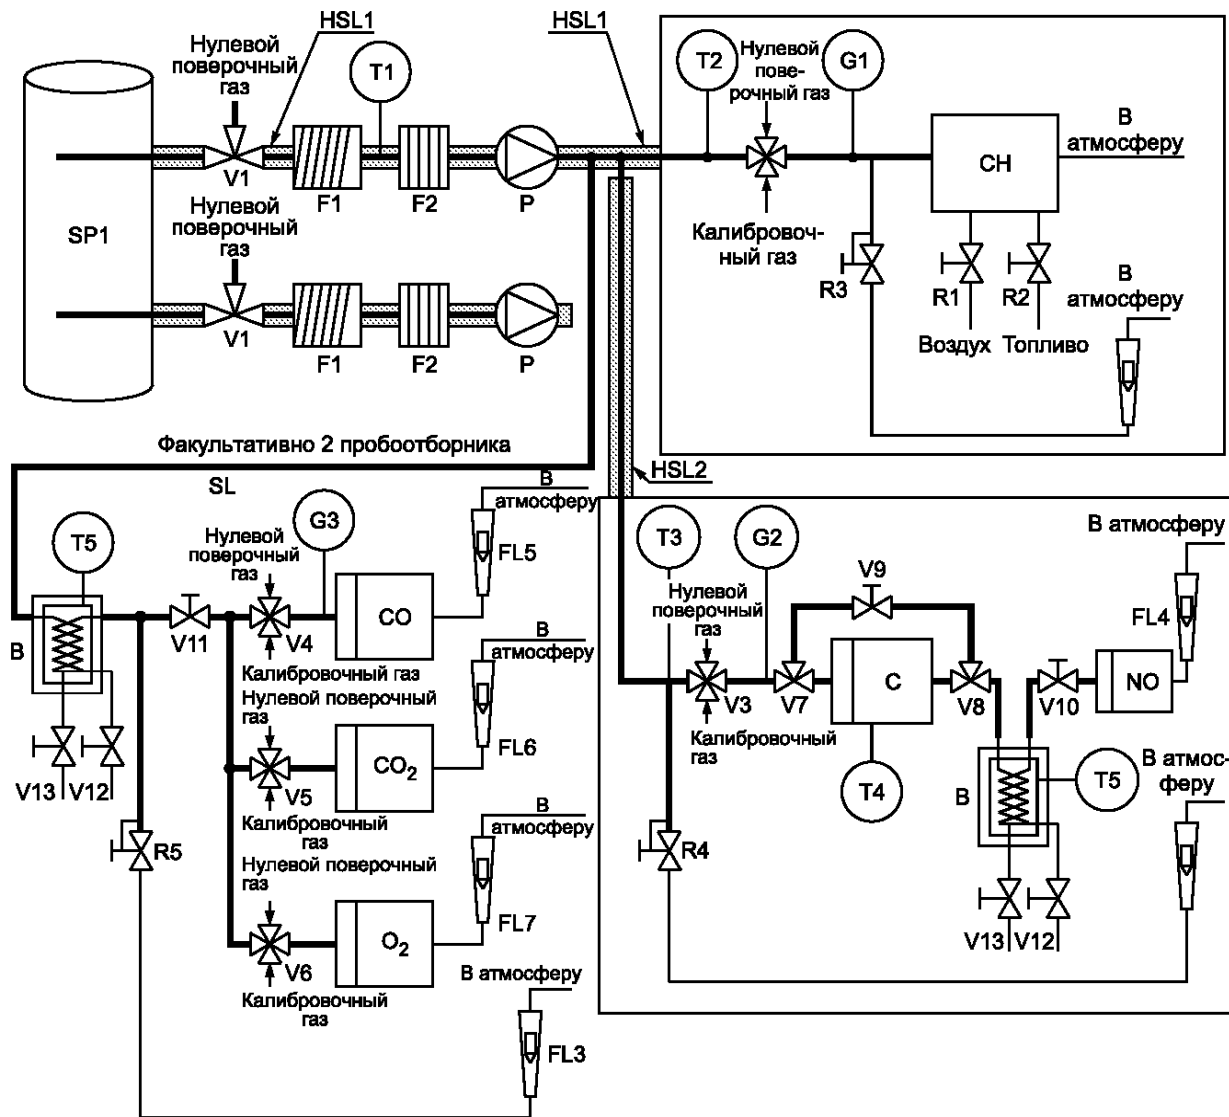 HSL1
HSL1
Нулевой
поверочный
газ
T1
T2
Нулевой
пове-
рочный газ
G1
В
атмосферу
CH
V1
F1
F2
P
Нулевой
поверочный
газ
SP1
Калибровоч-
ный газ
R3
R1
R2
В
атмосферу
Воздух
Топливо
V1
F1
F2
P
Факультативно 2 пробоотборника
SL
HSL2
В
атмосферу
T5
Нулевой
поверочный
газ
G3
FL5
CO
B
V11
V4
Калибровочный газ
В
атмосферу
Нулевой поверочный
газ
FL6
CO2
V5
V13
V12
Калибровочный
газ
В
атмосферу
R5
Нулевой поверочный
газ
FL7
O2
V6
Калибровочный
газ
В атмосферу
FL3
T3
G2
В атмосферу
V9
Нулевой
поверочный
газ
FL4
C
NO
V3
V7
V8
V10
Калибровочный
газ
T4
B
T5
В атмос-
феру
R4
V13
V12